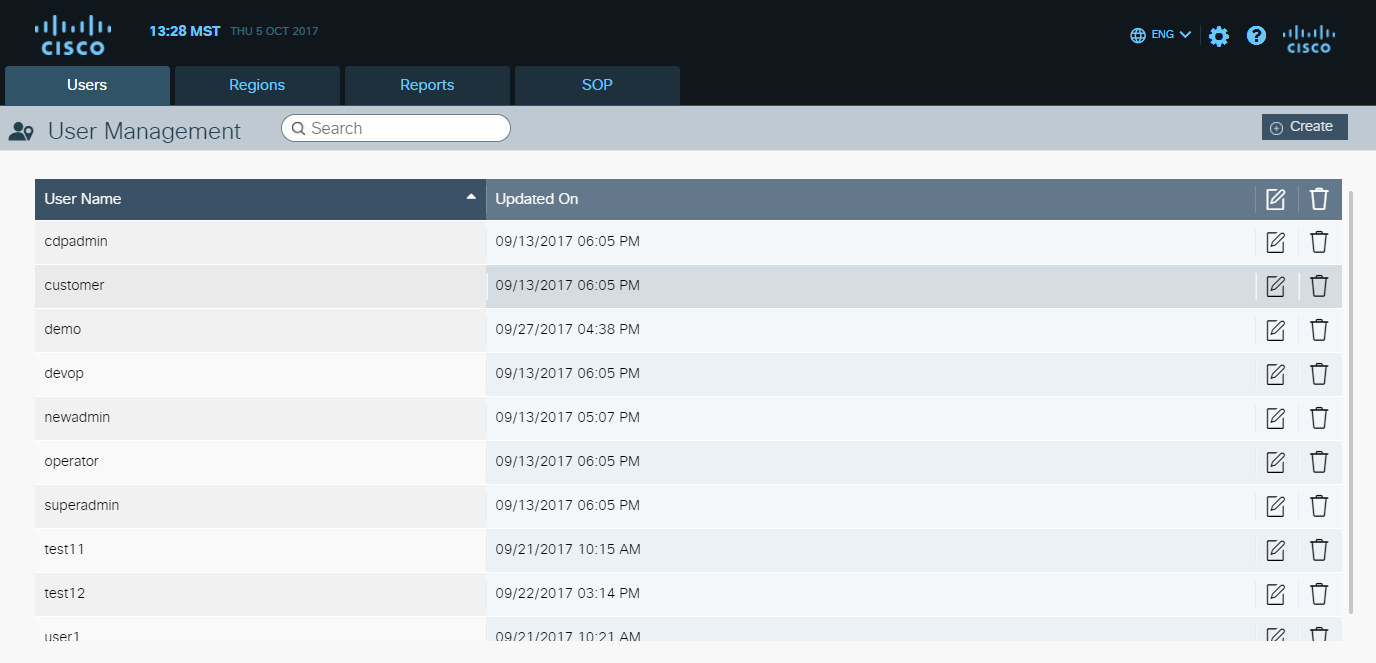 CISCO
13:28 MST THU 5 OCT 2017
ENG
CISCO
Users Regions Reports SOP
User Management
Search
Create
User Name Updated On
cdpadmin 09/13/2017 06:05 PM
customer 09/13/2017 06:05 PM
demo 09/27/2017 04:38 PM
devop 09/13/2017 06:05 PM
newadmin 09/13/2017 05:07 PM
operator 09/13/2017 06:05 PM
superadmin 09/13/2017 06:05 PM
test11 09/21/2017 10:15 AM
test12 09/22/2017 03:14 PM
user1 09/21/2017 10:21 AM